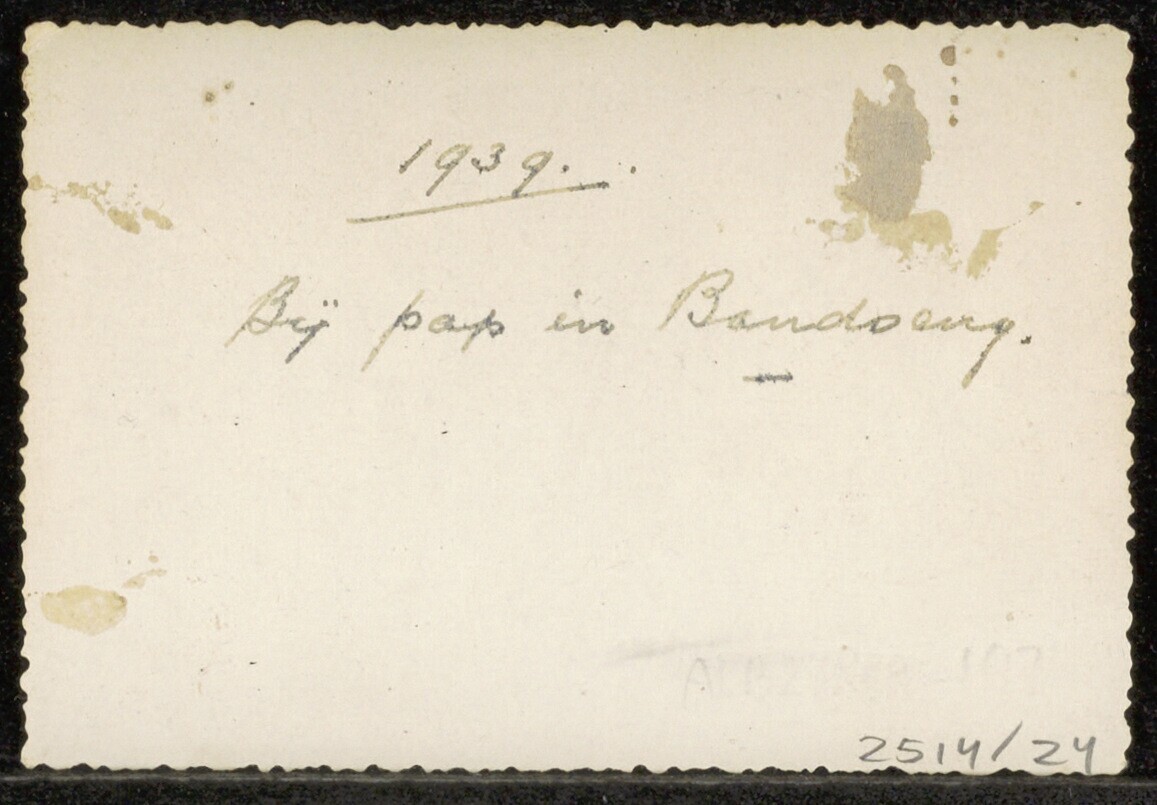 1939.
Bij pap in Bandoeng.
2514/24